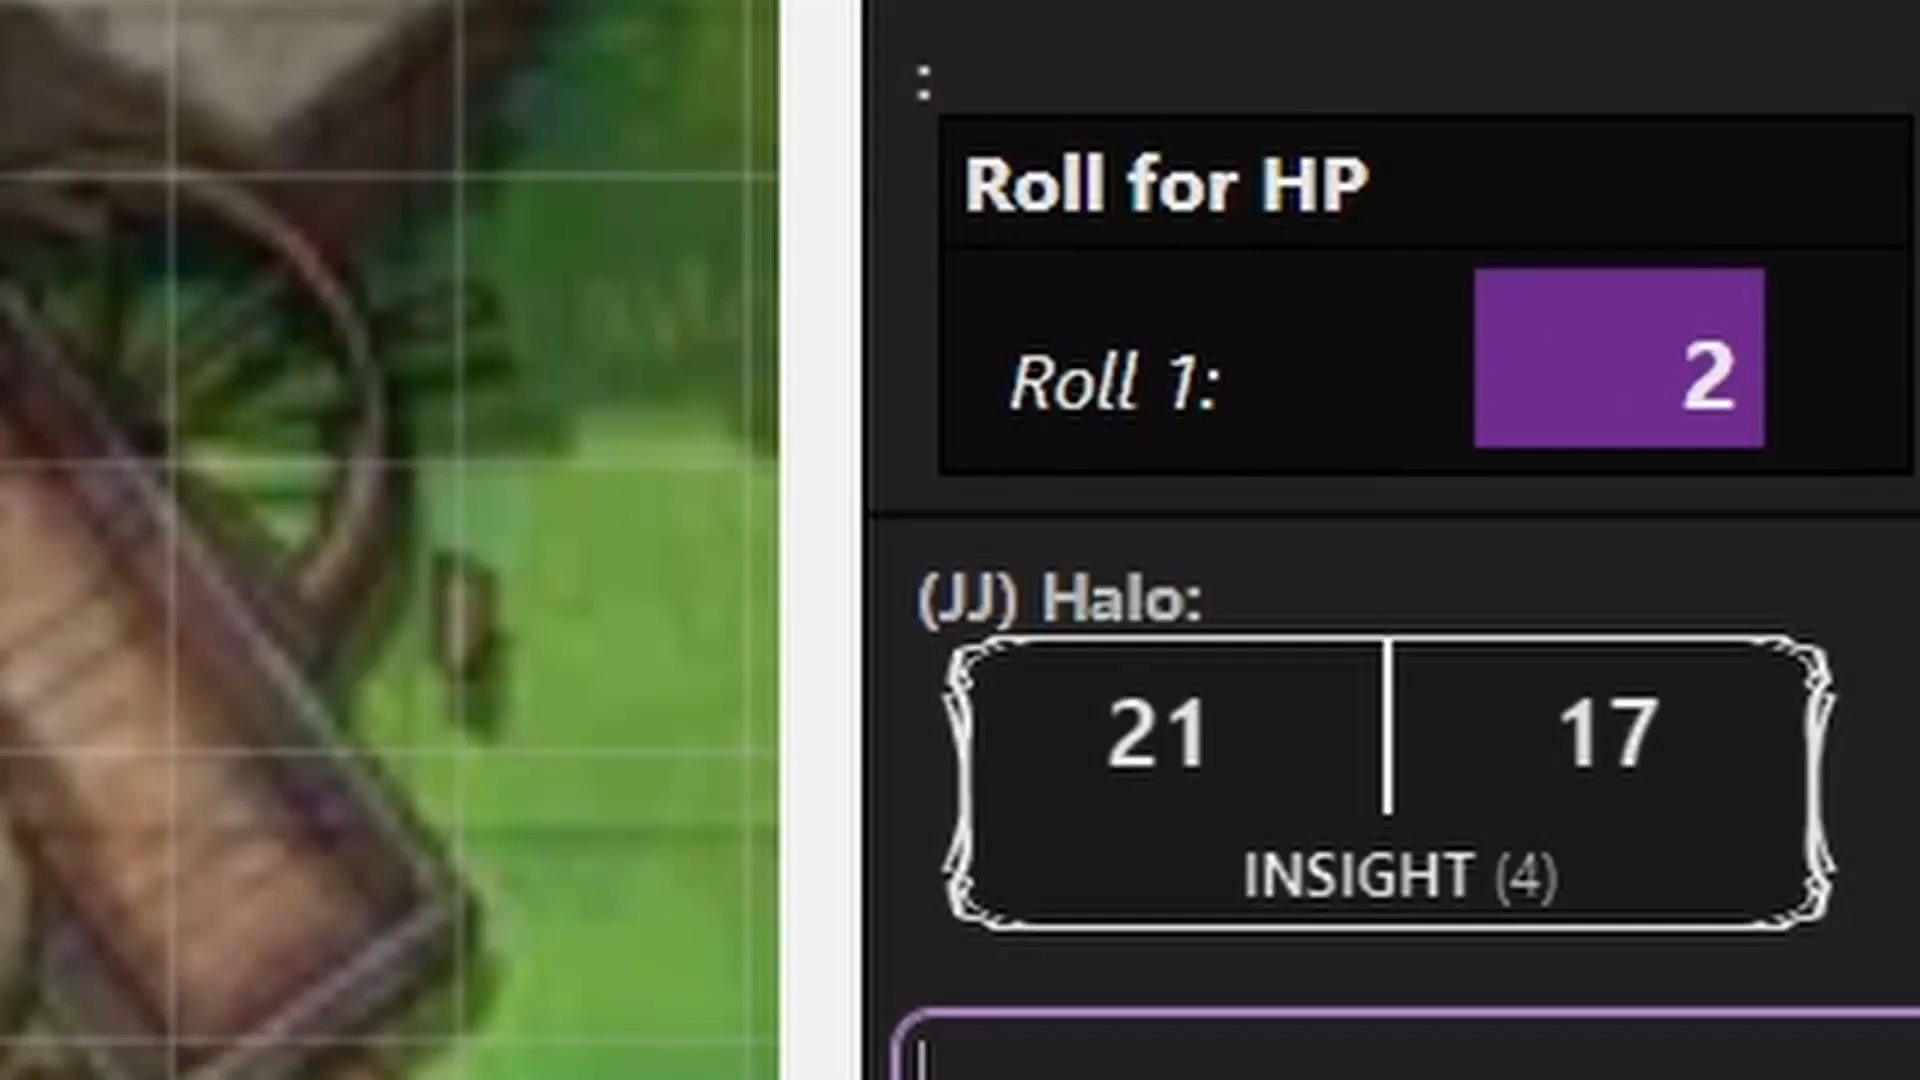 :
Roll for HP
Roll 1: 2
(JJ) Halo:
21 17
INSIGHT (4)